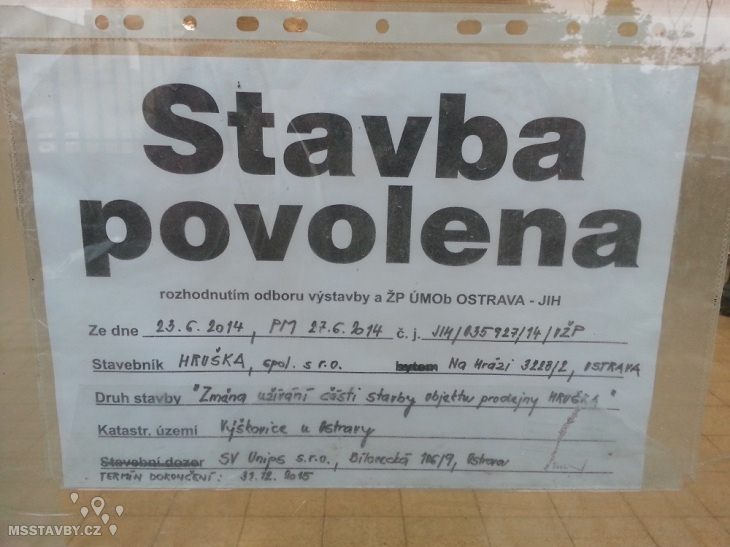 Stavba
povolena
rozhodnutím odboru výstavby a ŽP ÚMOb OSTRAVA - JIH
Ze dne 23.6.2014, PM 27.6.2014 č. j. JIH/035927/14/VŽP
Stavebník HRUŠKA, spol. s r.o. bytem Na Hrázi 3228/2, OSTRAVA
Druh stavby "Změna užívání části stavby objektu prodejny HRUŠKA"
Katastr. území Výškovice u Ostravy
Stavební dozor SV Unips s.r.o., 106/9, Ostrava
TERMÍN DOKONČENÍ: 31.12.2015
MSSTAVBY.CZ